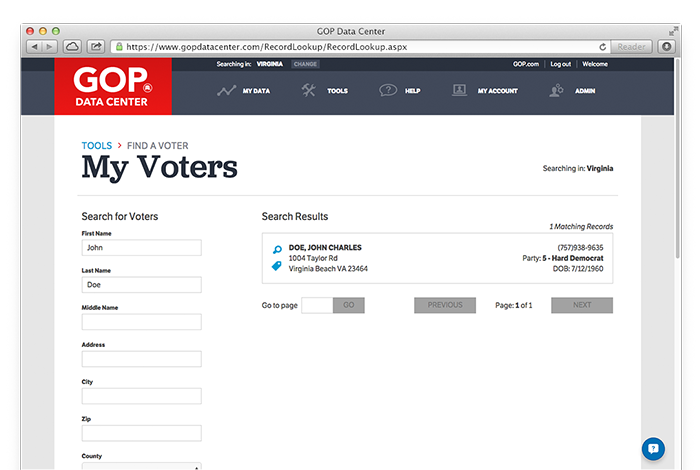 GOP Data Center
https://www.gopdatacenter.com/RecordLookup/RecordLookup.aspx
Reader
Searching in: VIRGINIA CHANGE
GOP.com | Log out | Welcome
GOP
DATA CENTER
MY DATA
TOOLS
HELP
MY ACCOUNT
ADMIN
TOOLS > FIND A VOTER
My Voters
Searching in: Virginia
Search for Voters
First Name
John
Last Name
Doe
Middle Name
Address
City
Zip
County
Search Results
1 Matching Records
DOE, JOHN CHARLES
1004 Taylor Rd
Virginia Beach VA 23464
(757)938-9635
Party: 5 - Hard Democrat
DOB: 7/12/1960
Go to page GO
PREVIOUS
Page: 1 of 1
NEXT